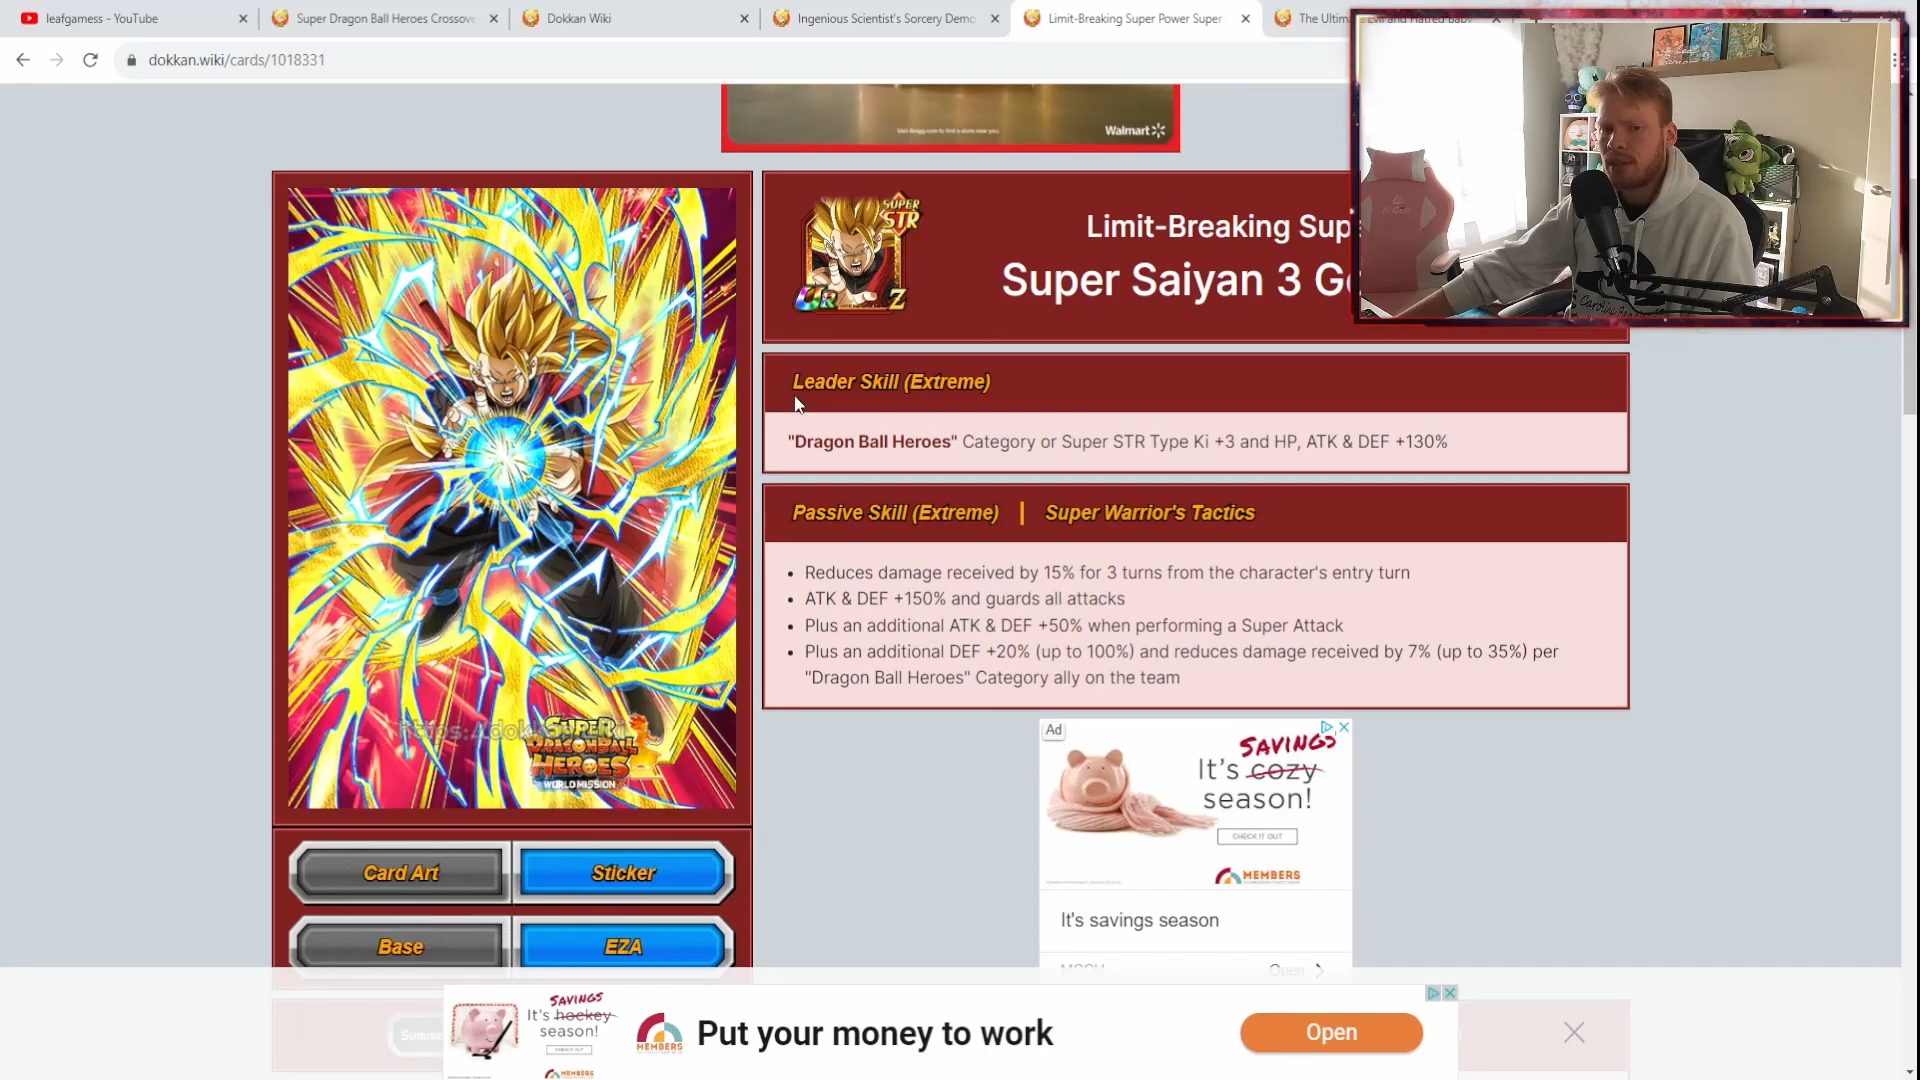 leafgamess - YouTube
Super Dragon Ball Heroes Crossove
Dokkan Wiki
Ingenious Scientist's Sorcery Demo
Limit-Breaking Super Power Super
The Ultim
Evil and Hatred Baby
dokkan.wiki/cards/1018331
Walmart
SUPER
STR
UR
Z
Limit-Breaking Sup
Super Saiyan 3 G
Leader Skill (Extreme)
"Dragon Ball Heroes" Category or Super STR Type Ki +3 and HP, ATK & DEF +130%
Passive Skill (Extreme) | Super Warrior's Tactics
• Reduces damage received by 15% for 3 turns from the character's entry turn
• ATK & DEF +150% and guards all attacks
• Plus an additional ATK & DEF +50% when performing a Super Attack
• Plus an additional DEF +20% (up to 100%) and reduces damage received by 7% (up to 35%) per
"Dragon Ball Heroes" Category ally on the team
SUPER
DRAGONBALL
HEROES
WORLD MISSION
Card Art
Sticker
Base
EZA
Ad
SAVINGS
It's cozy
season!
CHECK IT OUT
MEMBERS
It's savings season
Open
Summ
SAVINGS
It's hockey
season!
MEMBERS
MEMBERS
Put your money to work
Open